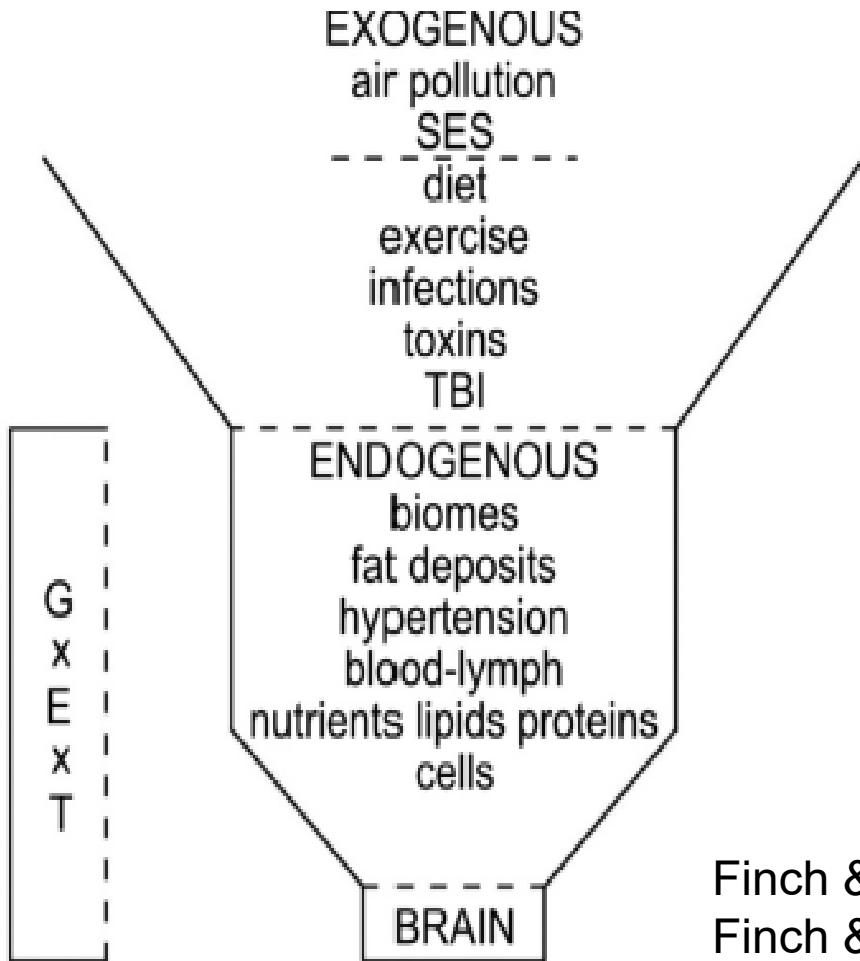 EXOGENOUS
air pollution
SES
diet
exercise
infections
toxins
TBI
ENDOGENOUS
biomes
fat deposits
hypertension
blood-lymph
nutrients lipids proteins
cells
BRAIN
G
x
E
x
T
Finch &
Finch &